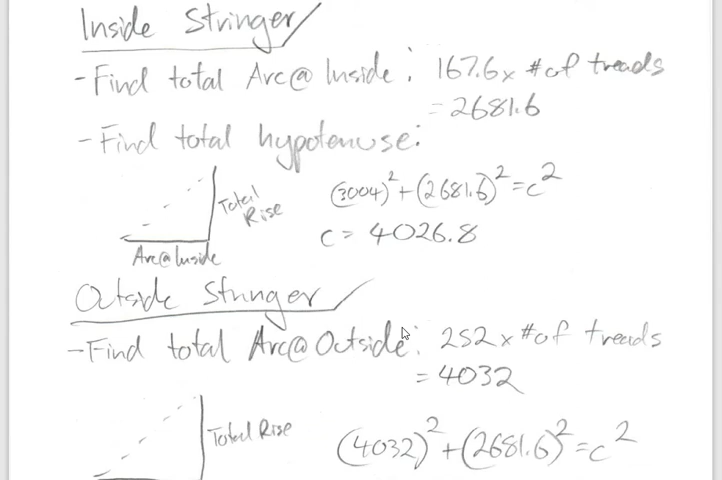 Inside Stringer
- Find total Arc@ Inside: 167.6 x # of treads
= 2681.6
- Find total hypotenuse:
Total Rise
(3004)² + (2681.6)² = c²
c = 4026.8
Arc@Inside
Outside Stringer
- Find total Arc@Outside: 252 x # of treads
= 4032
Total Rise
(4032)² + (2681.6)² = c²